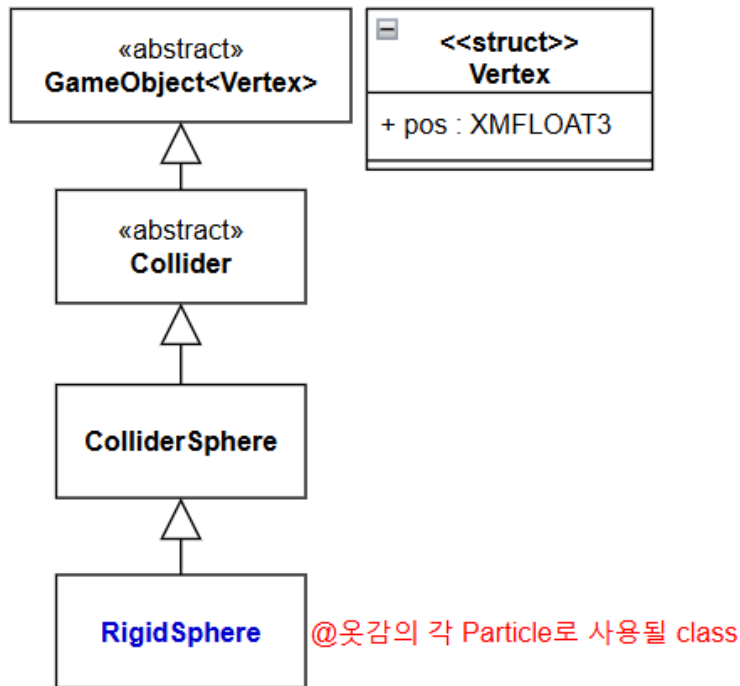 «abstract»
GameObject<Vertex>
<<struct>>
Vertex
+ pos : XMFLOAT3
«abstract»
Collider
ColliderSphere
RigidSphere
@옷감의 각 Particle로 사용될 class